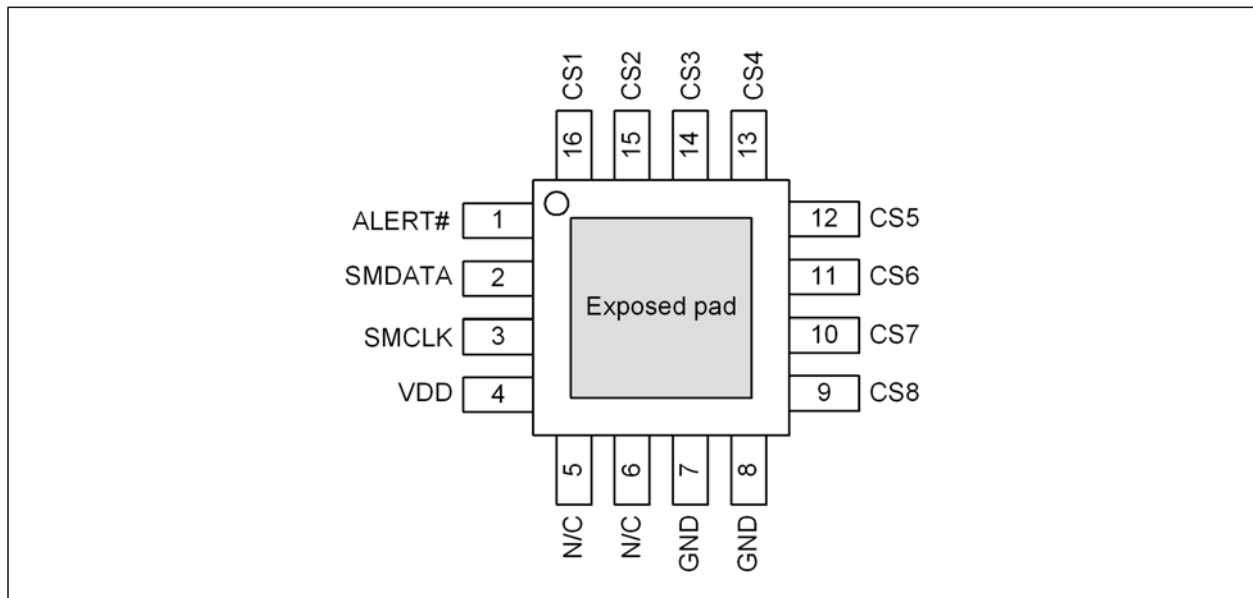 CS1 CS2 CS3 CS4
16 15 14 13
ALERT# 1 12 CS5
SMDATA 2 11 CS6
Exposed pad
SMCLK 3 10 CS7
VDD 4 9 CS8
5 6 7 8
N/C N/C GND GND